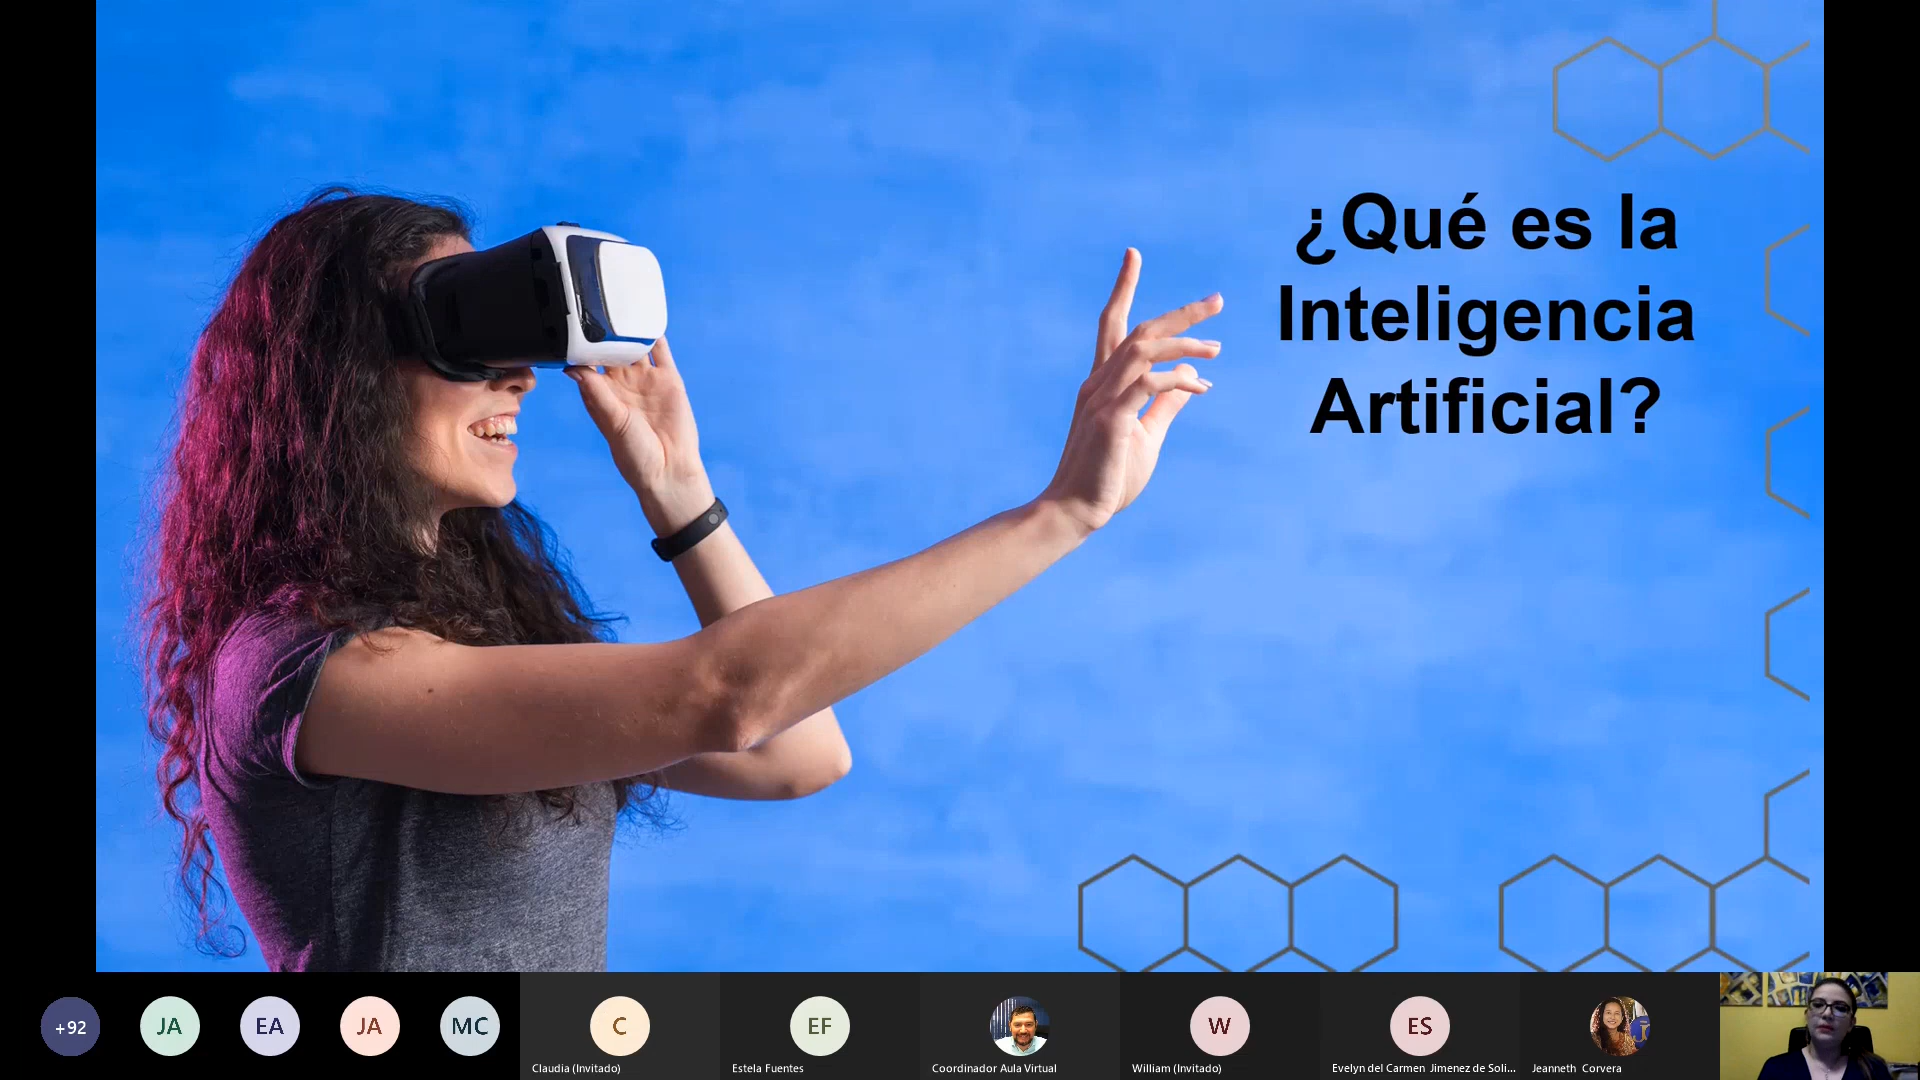 ¿Qué es la
Inteligencia
Artificial?
+92
JA
EA
JA
MC
C
EF
W
ES
Claudia (Invitado)
Estela Fuentes
Coordinador Aula Virtual
William (Invitado)
Evelyn del Carmen Jimenez de Soli...
Jeanneth Corvera